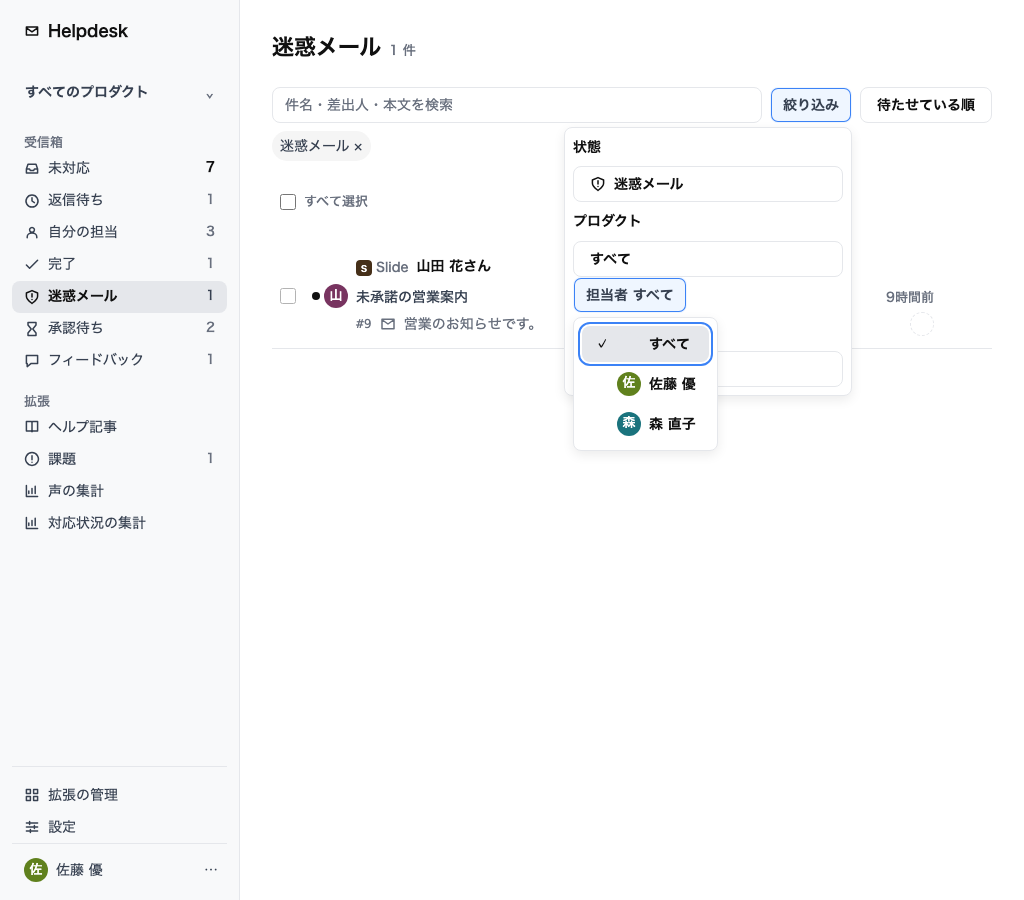 Helpdesk
すべてのプロダクト
受信箱
未対応 7
返信待ち 1
自分の担当 3
完了 1
迷惑メール 1
承認待ち 2
フィードバック 1
拡張
ヘルプ記事
課題 1
声の集計
対応状況の集計
拡張の管理
設定
佐 佐藤 優 …
迷惑メール 1 件
件名・差出人・本文を検索
絞り込み
待たせている順
迷惑メール ×
すべて選択
S Slide 山田 花さん
山 未承諾の営業案内
9時間前
#9 営業のお知らせです。
状態
迷惑メール
プロダクト
すべて
担当者 すべて
✓ すべて
佐 佐藤 優
森 森 直子